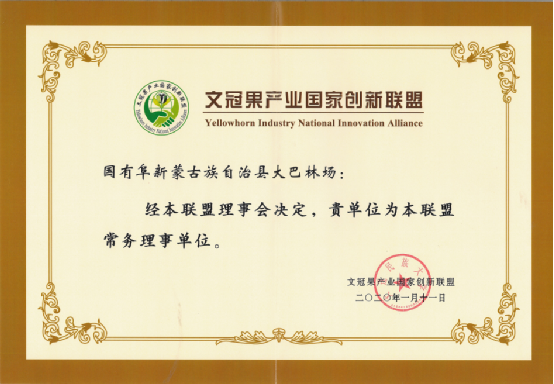 文冠果产业国家创新联盟
Yellowhorn Industry National Innovation Alliance
国有阜新蒙古族自治县大巴林场:
经本联盟理事会决定，貴单位为本联盟
常务理事单位。
文冠果产业国家创新联盟
二〇二〇年一月十一日